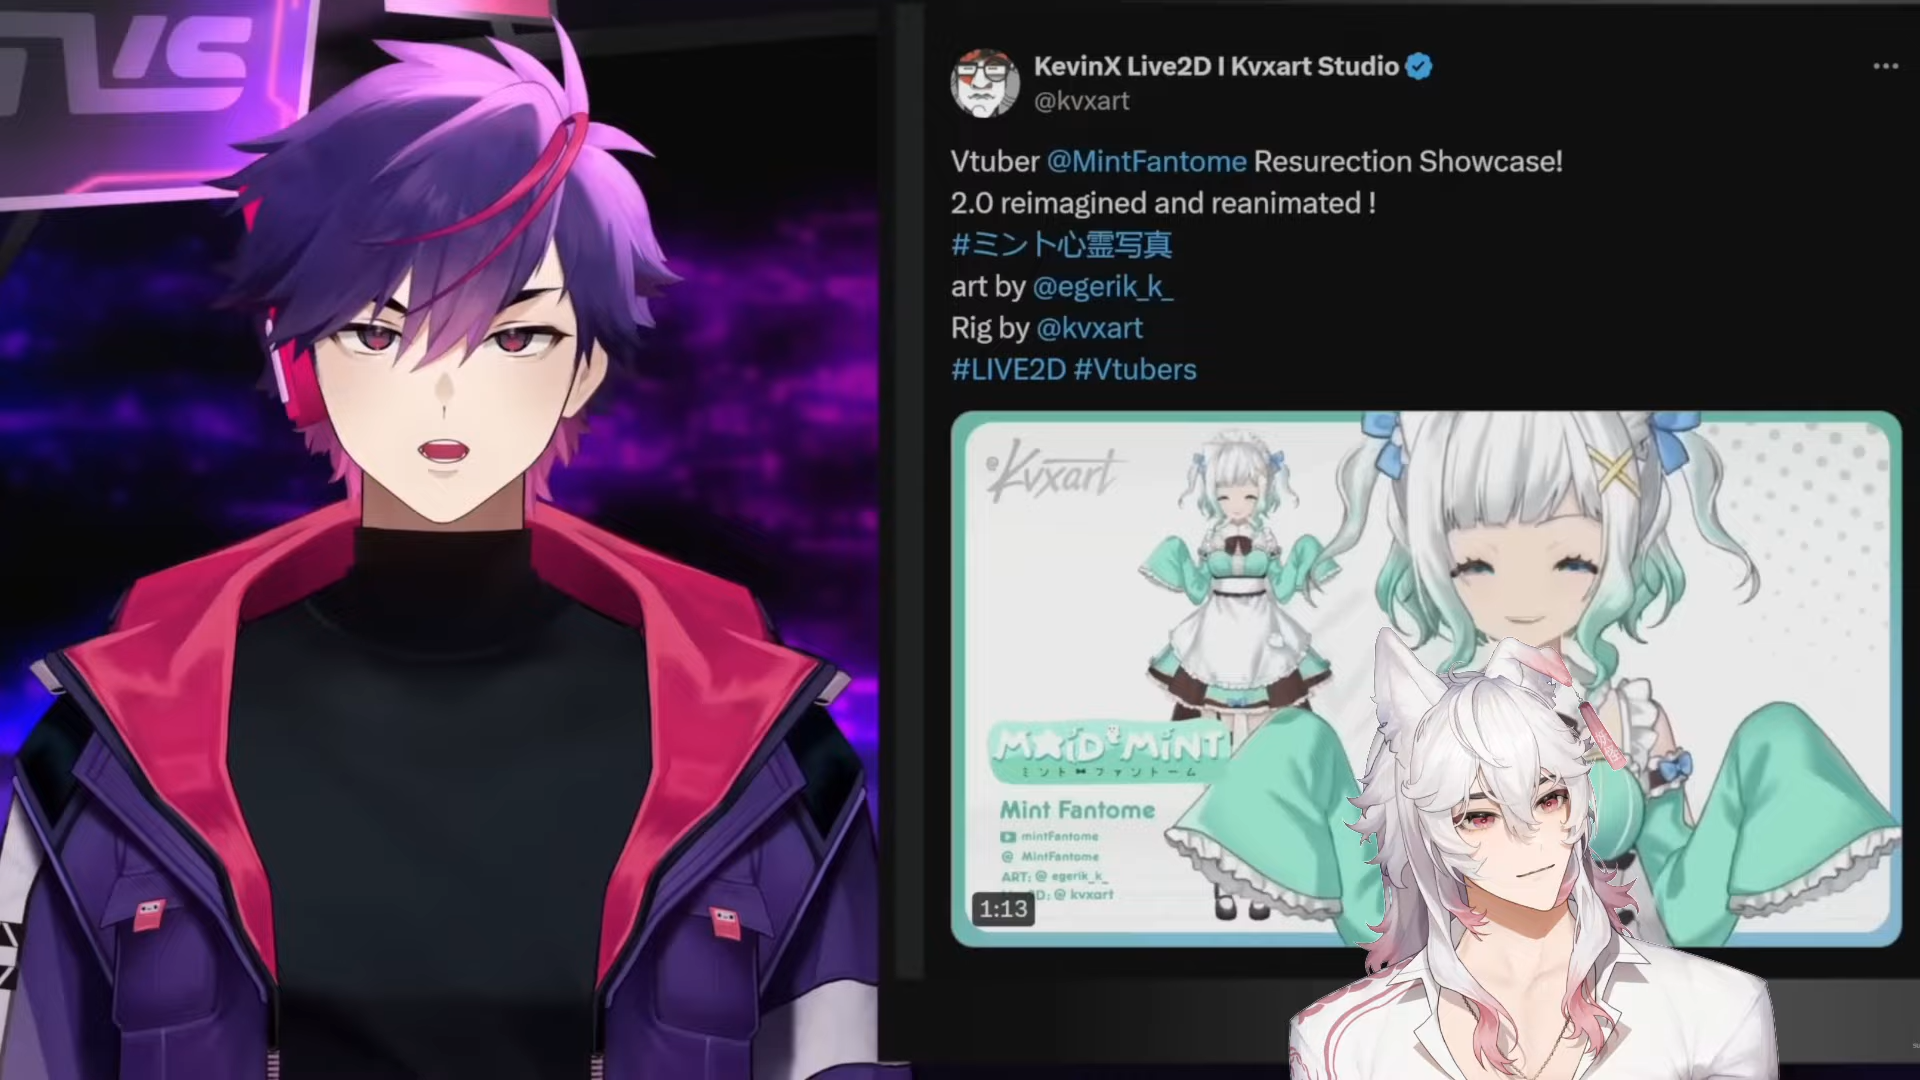 KevinX Live2D I Kvxart Studio
@kvxart
Vtuber @MintFantome Resurection Showcase!
2.0 reimagined and reanimated !
#ミント心霊写真
art by @egerik_k_
Rig by @kvxart
#LIVE2D #Vtubers
@Kvxart
MAiD MiNT
ミント ファントーム
Mint Fantome
mintFantome
@ MintFantome
ART: @ egerik_k_
D: @ kvxart
1:13